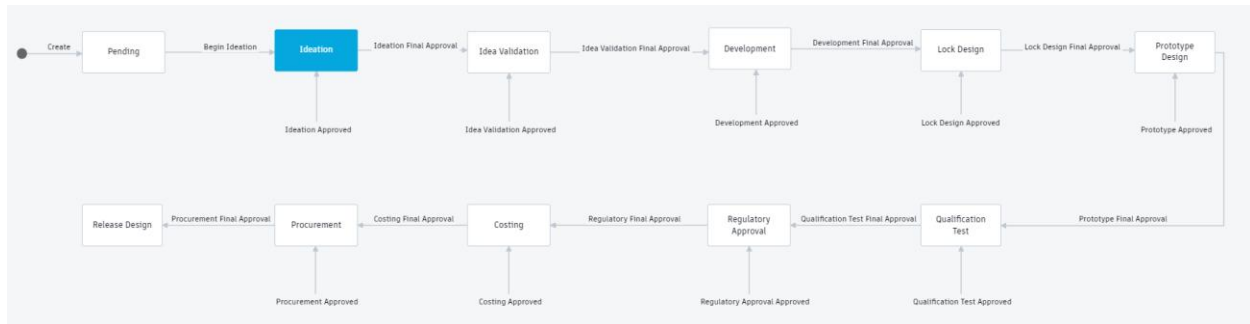 Create
Pending
Begin Ideation
Ideation
Ideation Final Approval
Idea Validation
Idea Validation Final Approval
Development
Development Final Approval
Lock Design
Lock Design Final Approval
Prototype
Design
Ideation Approved
Idea Validation Approved
Development Approved
Lock Design Approved
Prototype Approved
Release Design
Procurement Final Approval
Procurement
Costing Final Approval
Costing
Regulatory Final Approval
Regulatory
Approval
Qualification Test Final Approval
Qualification
Test
Prototype Final Approval
Procurement Approved
Costing Approved
Regulatory Approval Approved
Qualification Test Approved